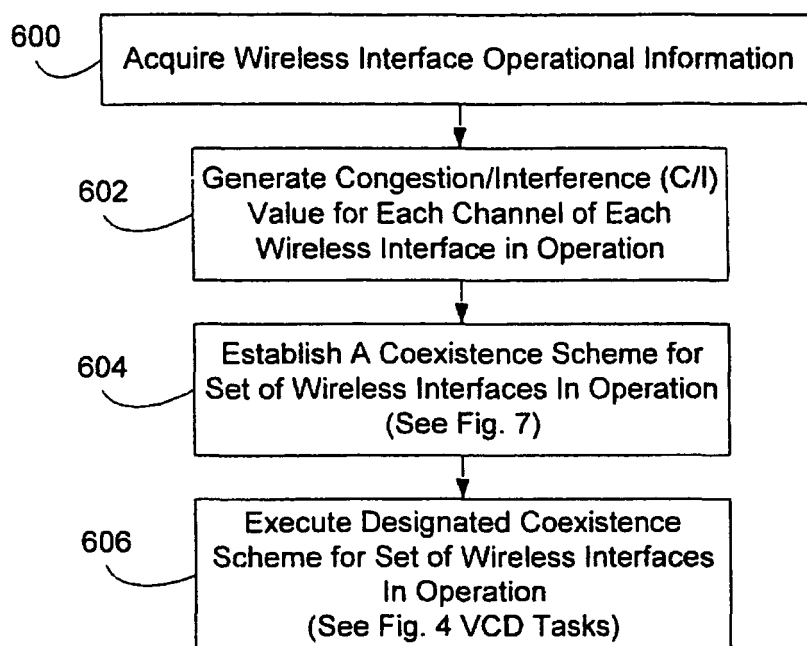 600
Acquire Wireless Interface Operational Information
602
Generate Congestion/Interference (C/I)
Value for Each Channel of Each
Wireless Interface in Operation
604
Establish A Coexistence Scheme for
Set of Wireless Interfaces In Operation
(See Fig. 7)
606
Execute Designated Coexistence
Scheme for Set of Wireless Interfaces
In Operation
(See Fig. 4 VCD Tasks)